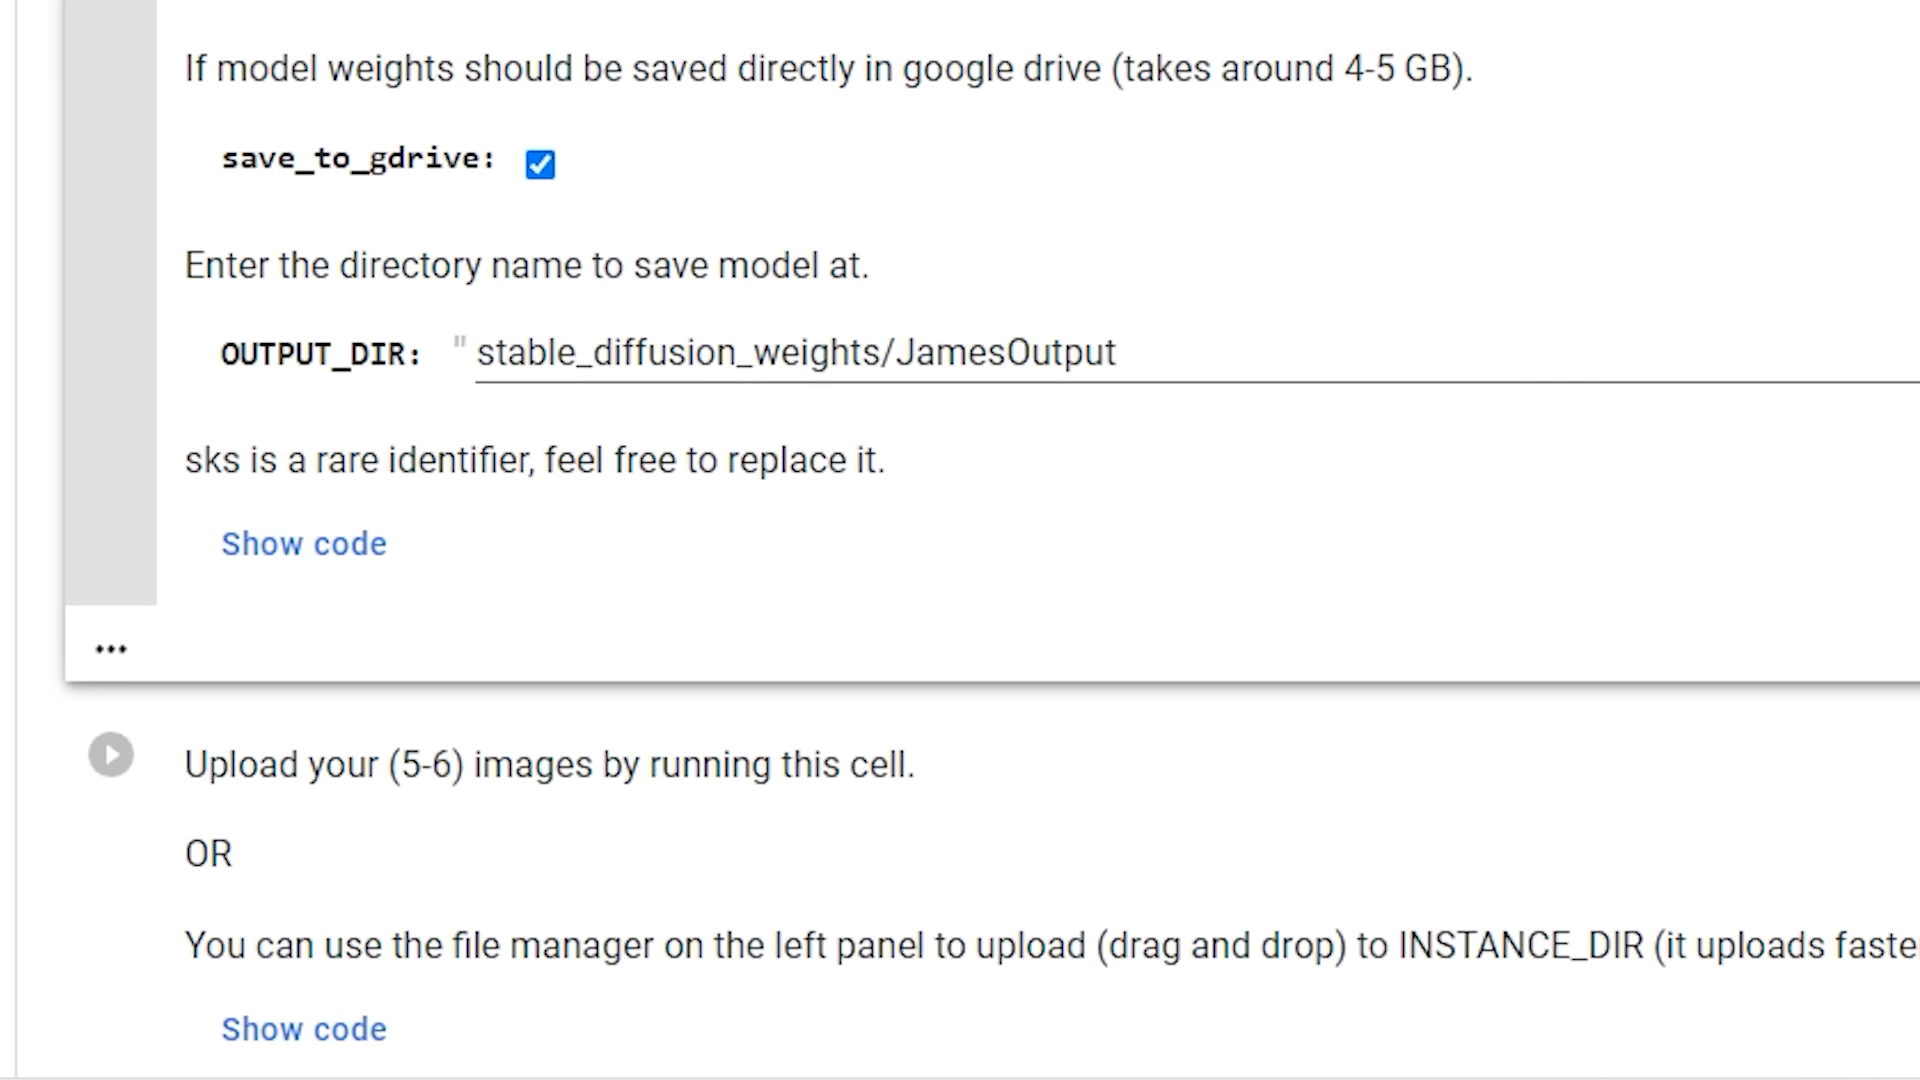 If model weights should be saved directly in google drive (takes around 4-5 GB).
save_to_gdrive:
Enter the directory name to save model at.
OUTPUT_DIR: " stable_diffusion_weights/JamesOutput
sks is a rare identifier, feel free to replace it.
Show code
Upload your (5-6) images by running this cell.
OR
You can use the file manager on the left panel to upload (drag and drop) to INSTANCE_DIR (it uploads
Show code